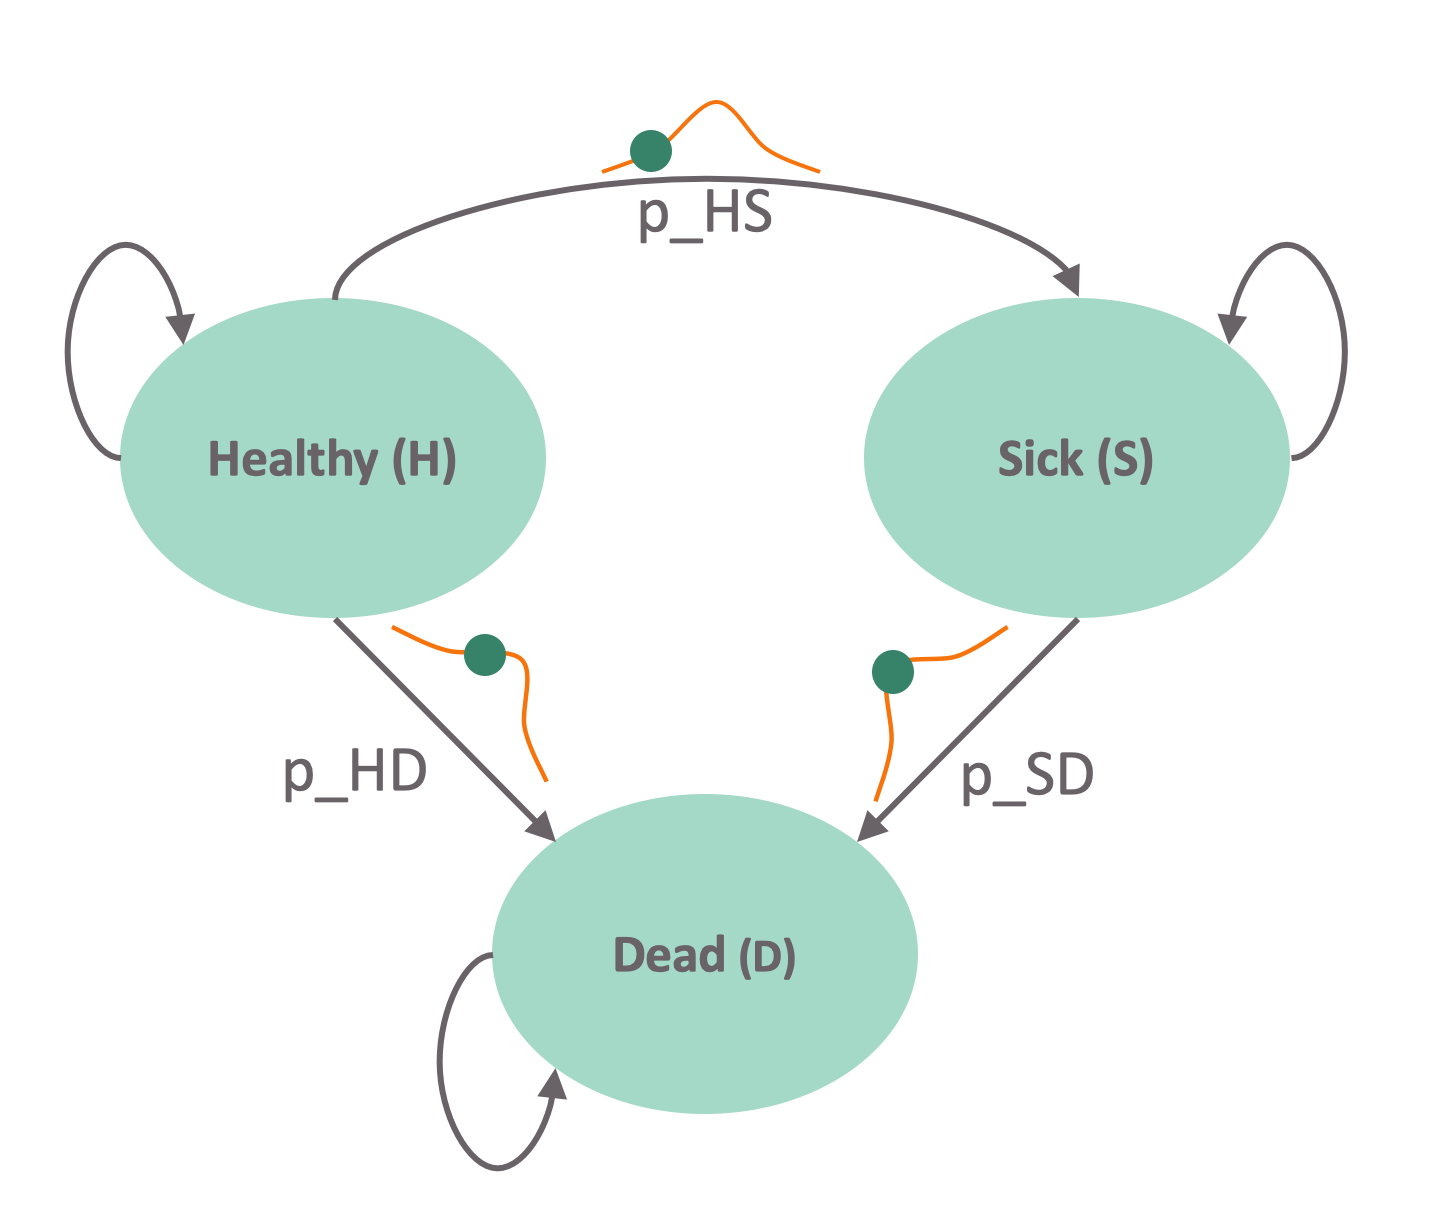 p_HS
Healthy (H)
Sick (S)
p_HD
p_SD
Dead (D)